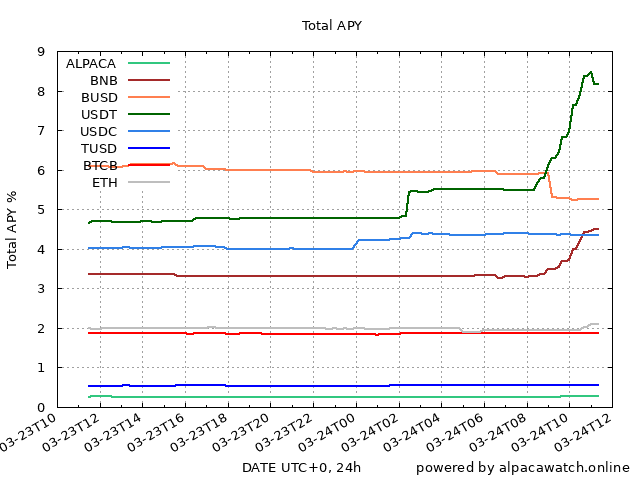 Total APY
9
8
7
6
5
4
3
2
1
0
Total APY %
ALPACA
BNB
BUSD
USDT
USDC
TUSD
BTCB
ETH
03-23T10
03-23T12
03-23T14
03-23T16
03-23T18
03-23T20
03-23T22
03-24T00
03-24T02
03-24T04
03-24T06
03-24T08
03-24T10
03-24T12
DATE UTC+0, 24h
powered by alpacawatch.online